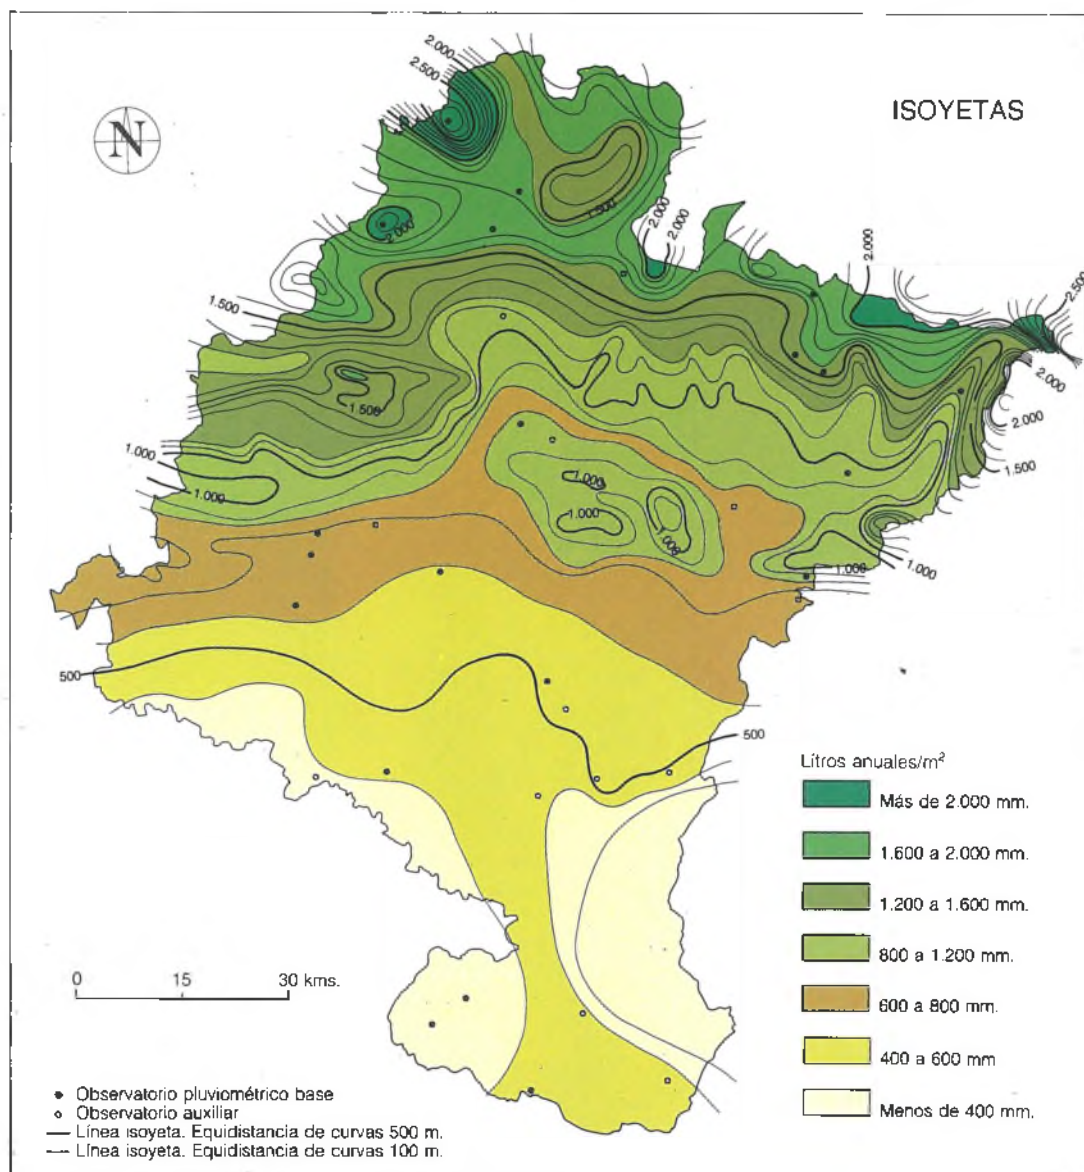 ISOYETAS
N
2.000
2.500
1.500
2.000
2.000
2.000
2.000
2.500
1.500
2.000
2.000
1.500
1.500
1.000
1.000
1.000
1.000
1.000
1.000
1.000
500
500
Litros anuales/m²
Más de 2.000 mm.
1.600 a 2.000 mm.
1.200 a 1.600 mm.
800 a 1.200 mm.
600 a 800 mm.
400 a 600 mm
Menos de 400 mm.
0 15 30 kms.
Observatorio pluviométrico base
Observatorio auxiliar
Línea isoyeta. Equidistancia de curvas 500 m.
Línea isoyeta. Equidistancia de curvas 100 m.